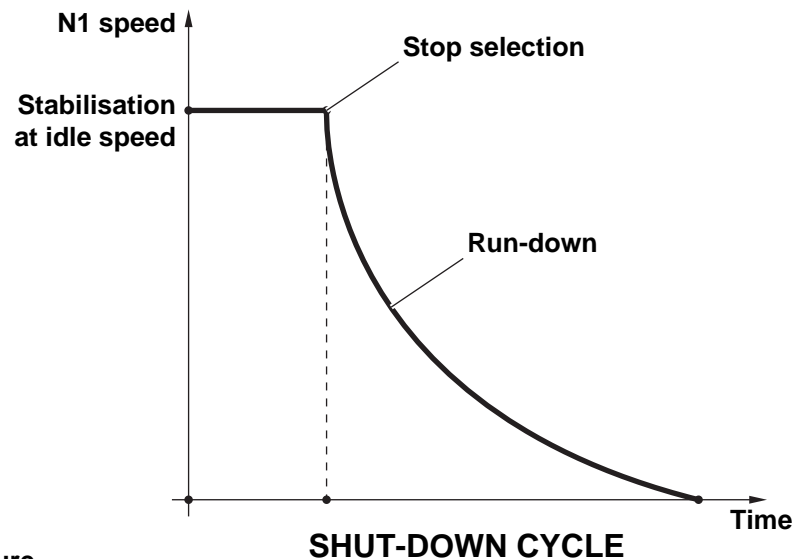 N1 speed
Stop selection
Stabilisation
at idle speed
Run-down
Time
SHUT-DOWN CYCLE